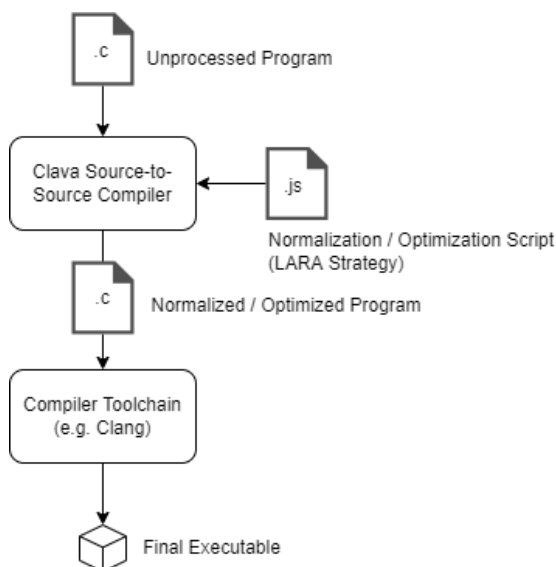 .c
Unprocessed Program
Clava Source-to-
Source Compiler
.js
Normalization / Optimization Script
(LARA Strategy)
.c
Normalized / Optimized Program
Compiler Toolchain
(e.g. Clang)
Final Executable